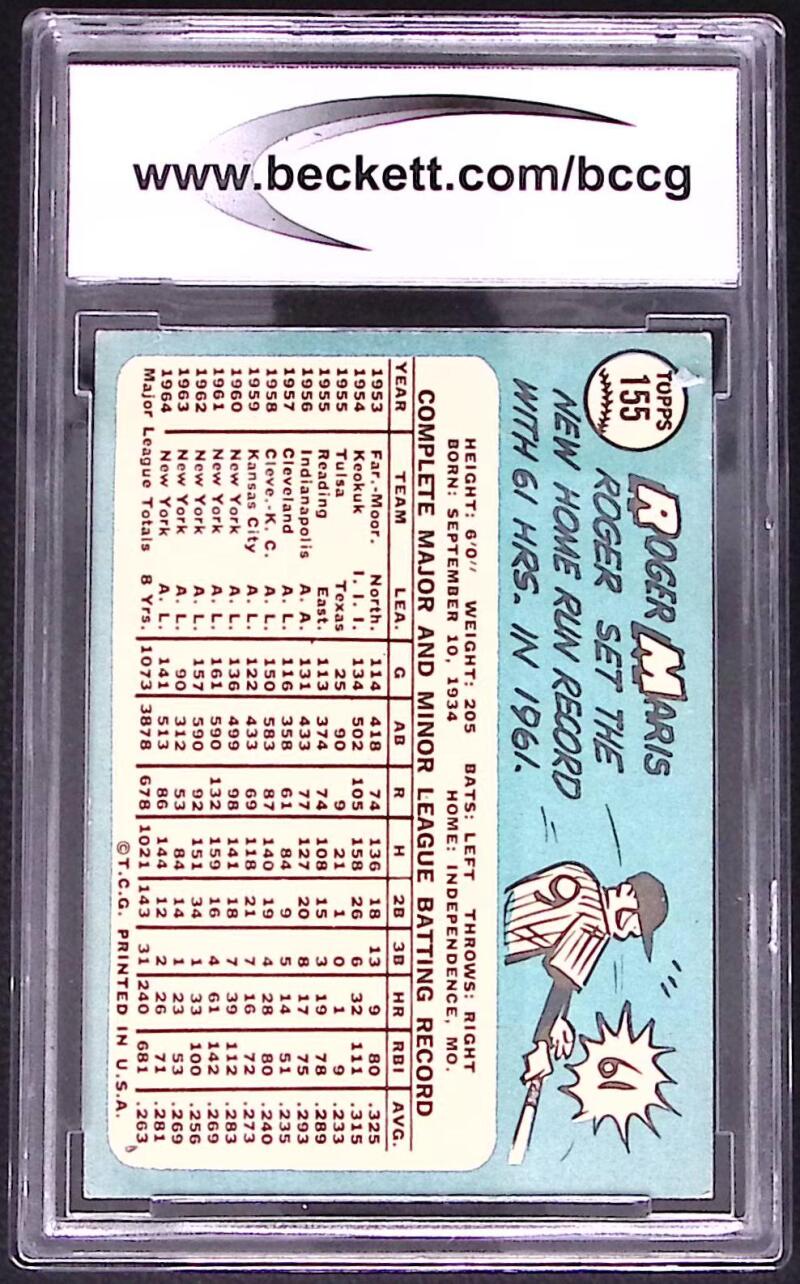 www.beckett.com/bccg
TOPPS
155
ROGER MARIS
ROGER SET THE
NEW HOME RUN RECORD
WITH 61 HRS. IN 1961.
9
61
HEIGHT: 6'0" WEIGHT: 205 BATS: LEFT THROWS: RIGHT
BORN: SEPTEMBER 10, 1934 HOME: INDEPENDENCE, MO.
COMPLETE MAJOR AND MINOR LEAGUE BATTING RECORD
YEAR TEAM LEA. G AB R H 2B 3B HR RBI AVG.
1953 Far.-Moor. North. 114 418 74 136 18 13 9 80 .325
1954 Keokuk I. I. I. 134 502 105 158 26 6 32 111 .315
1955 Tulsa Texas 25 90 9 21 1 0 1 9 .233
1955 Reading East. 113 374 74 108 15 3 19 78 .289
1956 Indianapolis A. A. 131 433 77 127 20 8 17 75 .293
1957 Cleveland A. L. 116 358 61 84 9 5 14 51 .235
1958 Cleve.-K. C. A. L. 150 583 87 140 19 4 28 80 .240
1959 Kansas City A. L. 122 433 69 118 21 7 16 72 .273
1960 New York A. L. 136 499 98 141 18 7 39 112 .283
1961 New York A. L. 161 590 132 159 16 4 61 142 .269
1962 New York A. L. 157 590 92 151 34 1 33 100 .256
1963 New York A. L. 90 312 53 84 14 1 23 53 .269
1964 New York A. L. 141 513 86 144 12 2 26 71 .281
Major League Totals 8 Yrs. 1073 3878 678 1021 143 31 240 681 .263
©T.C.G. PRINTED IN U.S.A.